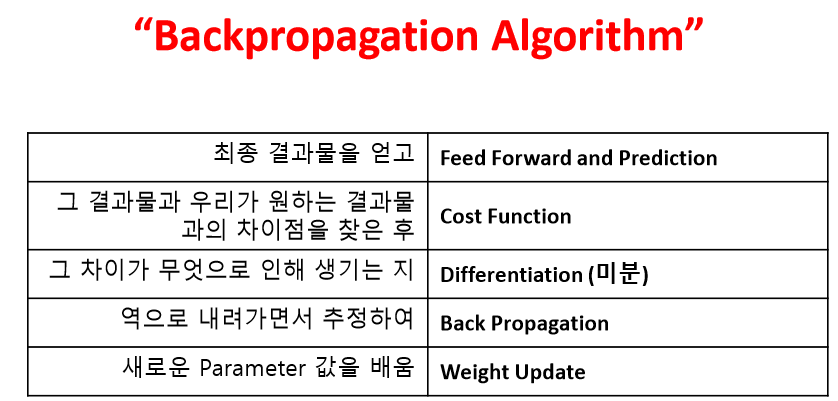 “Backpropagation Algorithm”
최종 결과물을 얻고
Feed Forward and Prediction
그 결과물과 우리가 원하는 결과물
과의 차이점을 찾은 후
Cost Function
그 차이가 무엇으로 인해 생기는 지
Differentiation (미분)
역으로 내려가면서 추정하여
Back Propagation
새로운 Parameter 값을 배움
Weight Update